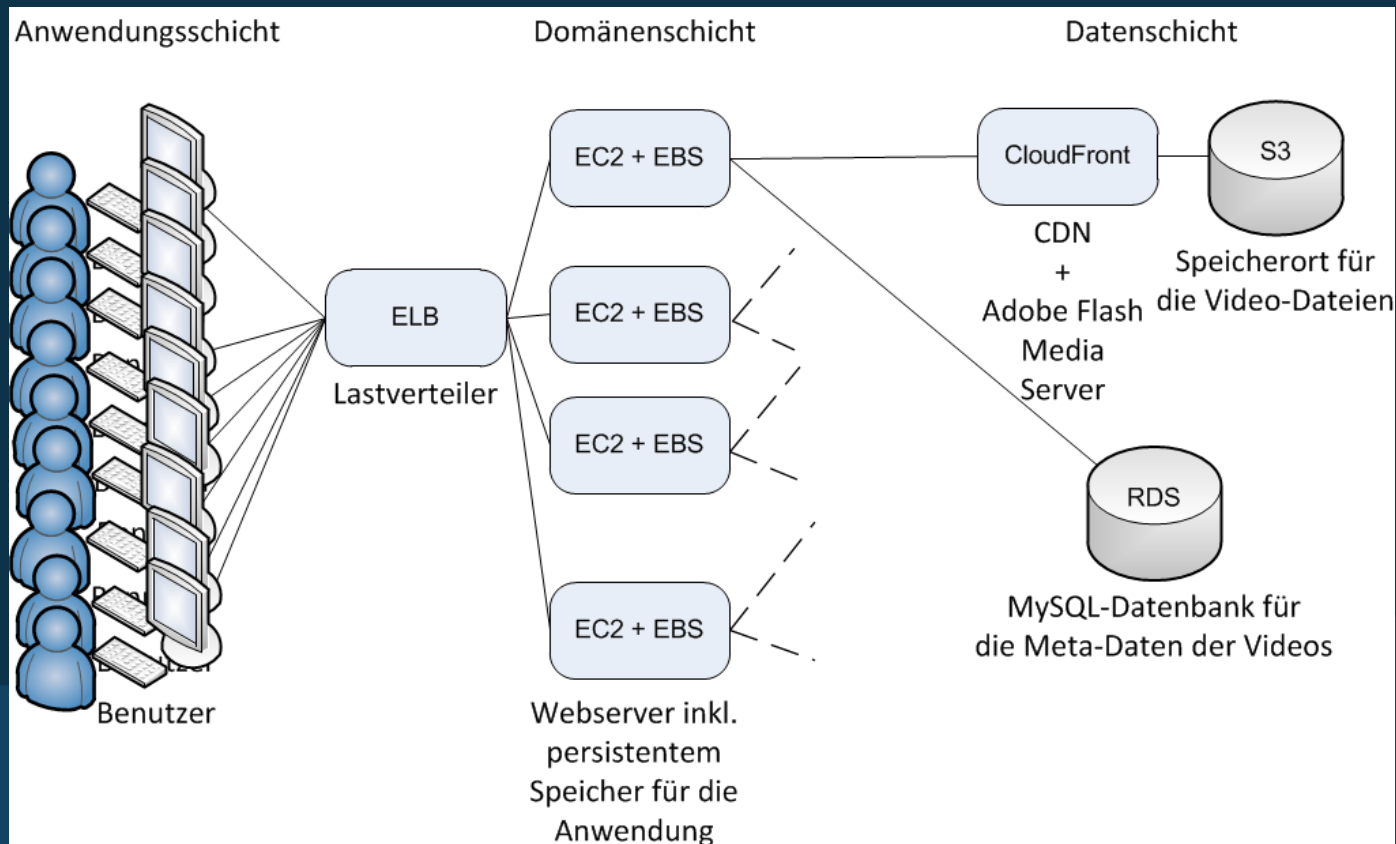 Anwendungsschicht
Domänenschicht
Datenschicht
ELB
Lastverteiler
Benutzer
EC2 + EBS
EC2 + EBS
EC2 + EBS
EC2 + EBS
Webserver inkl.
persistentem
Speicher für die
Anwendung
CloudFront
CDN
+
Adobe Flash
Media
Server
S3
Speicherort für
die Video-Dateien
RDS
MySQL-Datenbank für
die Meta-Daten der Videos